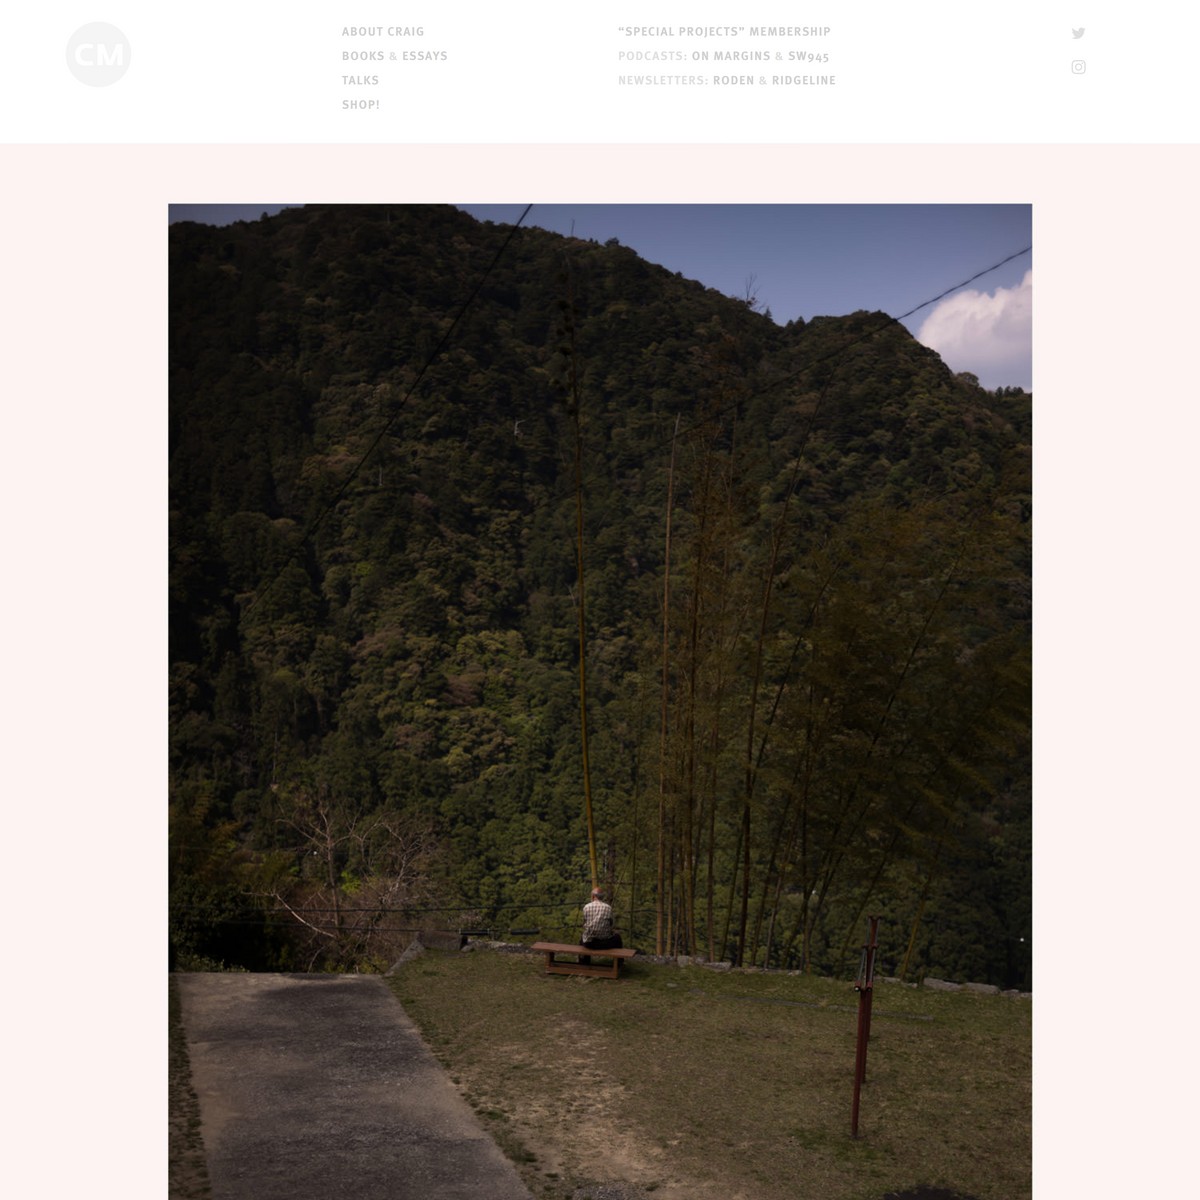 CM
ABOUT CRAIG
BOOKS & ESSAYS
TALKS
SHOP!
“SPECIAL PROJECTS” MEMBERSHIP
PODCASTS: ON MARGINS & SW945
NEWSLETTERS: RODEN & RIDGELINE